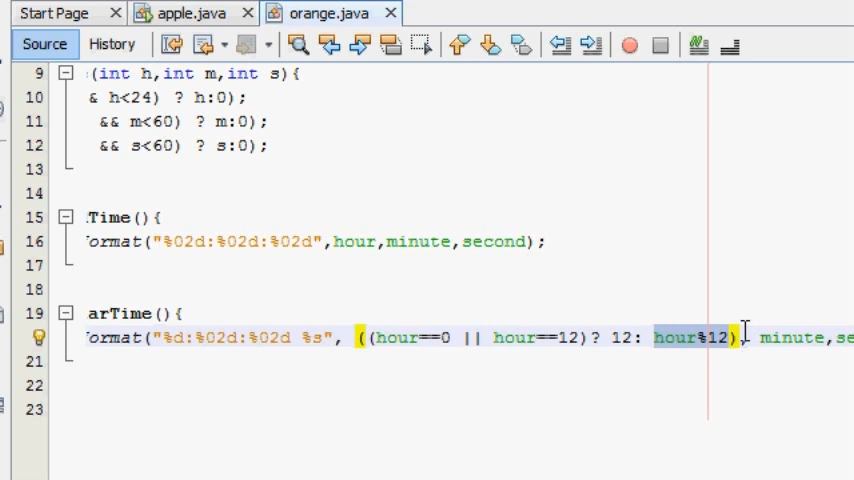 Start Page apple.java orange.java
Source History
9 (int h,int m,int s){
10 & h<24) ? h:0);
11 && m<60) ? m:0);
12 && s<60) ? s:0);
13
14
15 Time(){
16 ormat("%02d:%02d:%02d",hour,minute,second);
17
18
19 arTime(){
ormat("%d:%02d:%02d %s", ((hour==0 || hour==12)? 12: hour%12), minute,se
21
22
23